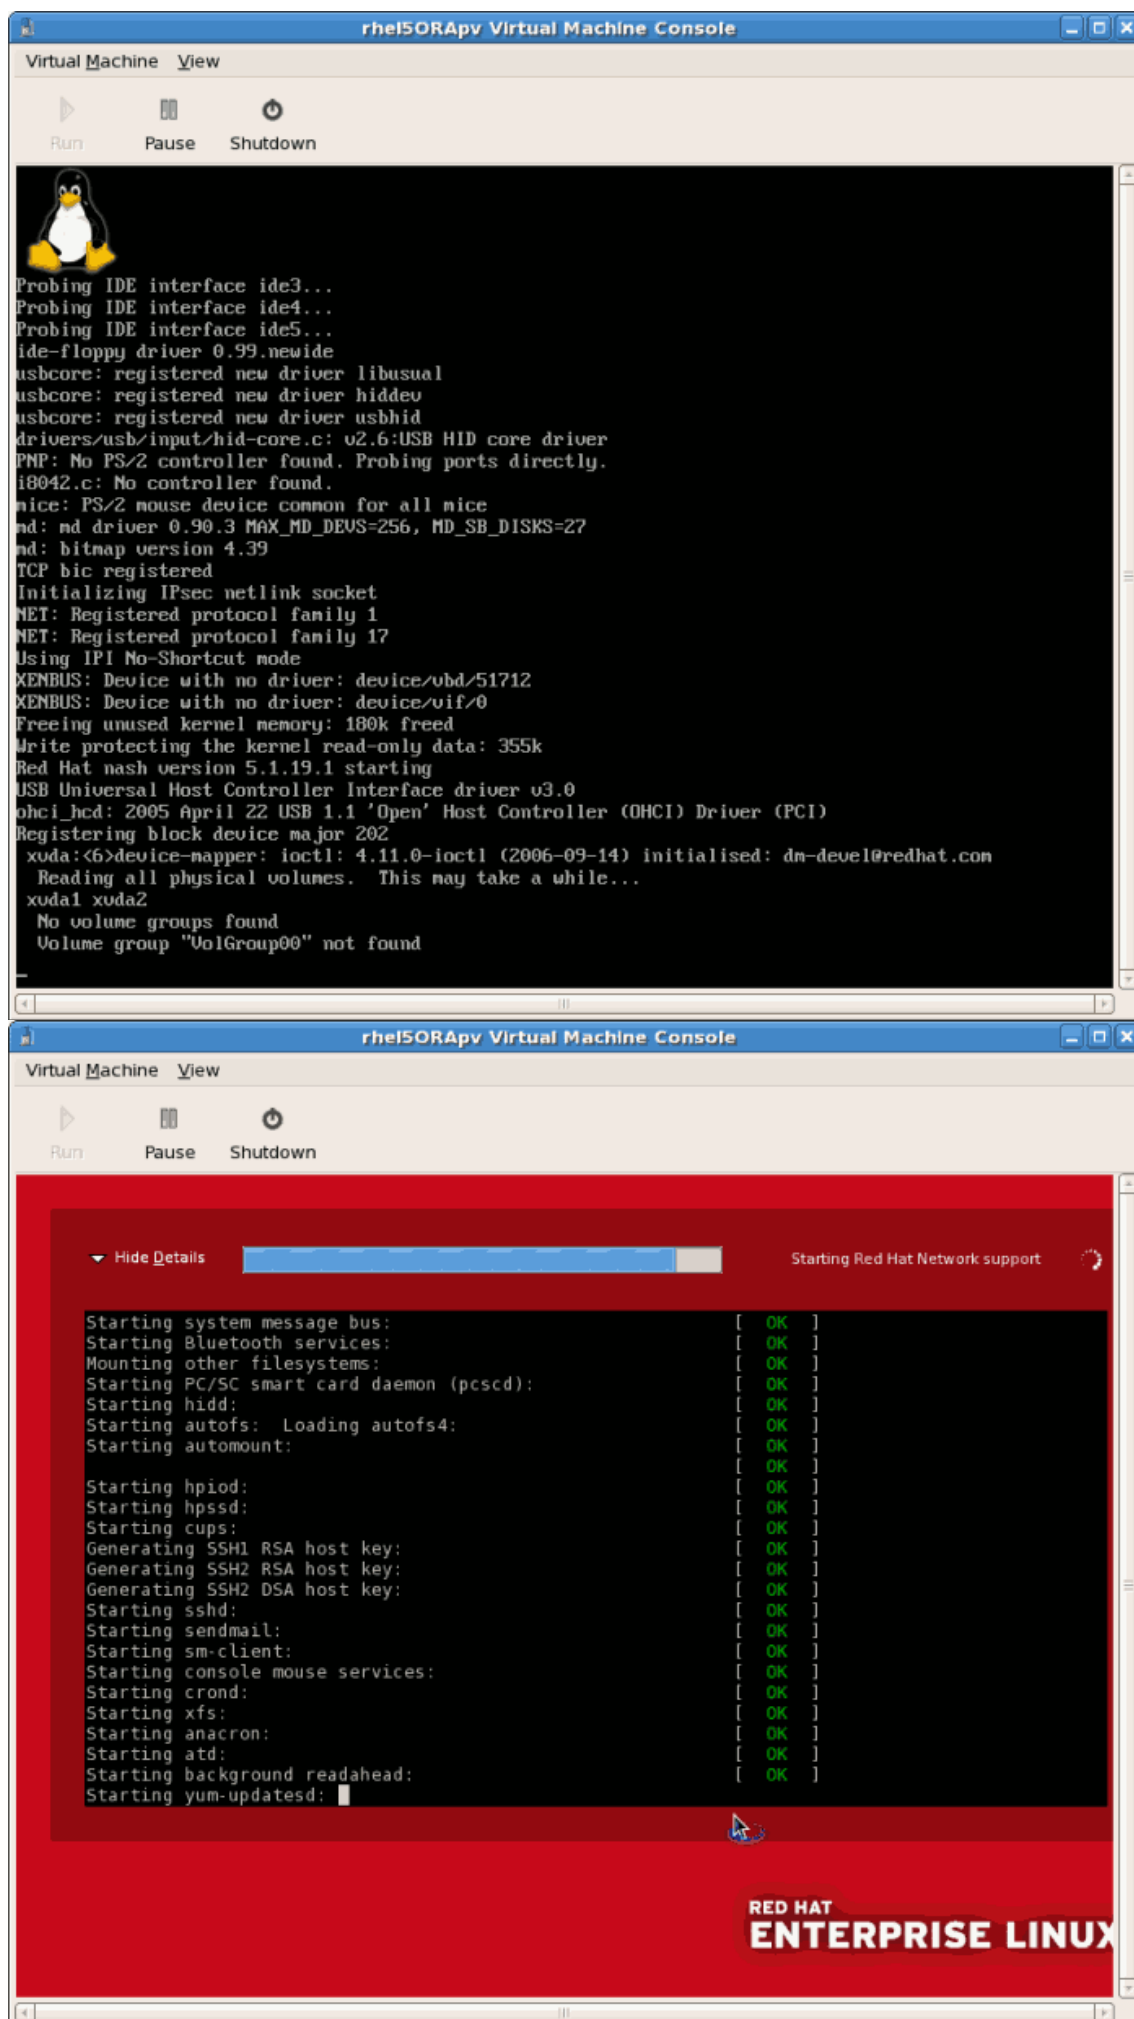 rhel5ORApv Virtual Machine Console
Virtual Machine View
Run Pause Shutdown
Probing IDE interface ide3...
Probing IDE interface ide4...
Probing IDE interface ide5...
ide-floppy driver 0.99.newide
usbcore: registered new driver libusual
usbcore: registered new driver hiddev
usbcore: registered new driver usbhid
drivers/usb/input/hid-core.c: v2.6:USB HID core driver
PNP: No PS/2 controller found. Probing ports directly.
i8042.c: No controller found.
mice: PS/2 mouse device common for all mice
md: md driver 0.90.3 MAX_MD_DEVS=256, MD_SB_DISKS=27
md: bitmap version 4.39
TCP bic registered
Initializing IPsec netlink socket
NET: Registered protocol family 1
NET: Registered protocol family 17
Using IPI No-Shortcut mode
XENBUS: Device with no driver: device/vbd/51712
XENBUS: Device with no driver: device/vif/0
Freeing unused kernel memory: 180k freed
Write protecting the kernel read-only data: 355k
Red Hat nash version 5.1.19.1 starting
USB Universal Host Controller Interface driver v3.0
ohci_hcd: 2005 April 22 USB 1.1 'Open' Host Controller (OHCI) Driver (PCI)
Registering block device major 202
xvda:<6>device-mapper: ioctl: 4.11.0-ioctl (2006-09-14) initialised: dm-devel@redhat.com
Reading all physical volumes.  This may take a while...
xvda1 xvda2
No volume groups found
Volume group "VolGroup00" not found
rhel5ORApv Virtual Machine Console
Virtual Machine View
Run Pause Shutdown
Hide Details Starting Red Hat Network support
Starting system message bus: [ OK ]
Starting Bluetooth services: [ OK ]
Mounting other filesystems: [ OK ]
Starting PC/SC smart card daemon (pcscd): [ OK ]
Starting hidd: [ OK ]
Starting autofs:  Loading autofs4: [ OK ]
Starting automount: [ OK ]
[ OK ]
Starting hpiod: [ OK ]
Starting hpssd: [ OK ]
Starting cups: [ OK ]
Generating SSH1 RSA host key: [ OK ]
Generating SSH2 RSA host key: [ OK ]
Generating SSH2 DSA host key: [ OK ]
Starting sshd: [ OK ]
Starting sendmail: [ OK ]
Starting sm-client: [ OK ]
Starting console mouse services: [ OK ]
Starting crond: [ OK ]
Starting xfs: [ OK ]
Starting anacron: [ OK ]
Starting atd: [ OK ]
Starting background readahead: [ OK ]
Starting yum-updatesd:
RED HAT
ENTERPRISE LINUX